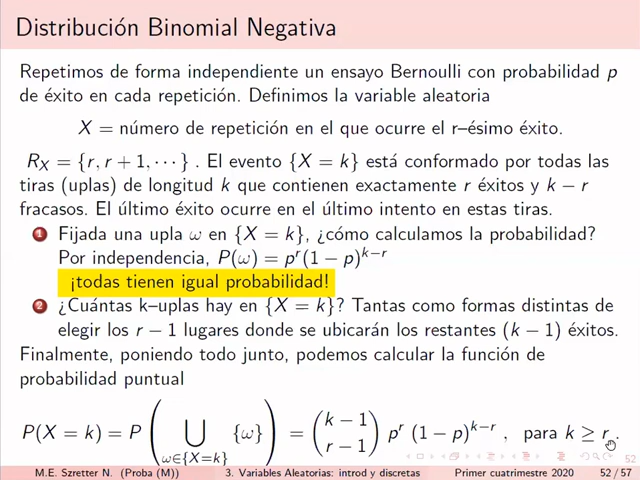 Distribución Binomial Negativa
Repetimos de forma independiente un ensayo Bernoulli con probabilidad p
de éxito en cada repetición. Definimos la variable aleatoria
X = número de repetición en el que ocurre el r–ésimo éxito.
R_X = {r, r + 1, ⋯} . El evento {X = k} está conformado por todas las
tiras (uplas) de longitud k que contienen exactamente r éxitos y k − r
fracasos. El último éxito ocurre en el último intento en estas tiras.
1 Fijada una upla ω en {X = k}, ¿cómo calculamos la probabilidad?
Por independencia, P(ω) = p^r(1 − p)^{k−r}
¡todas tienen igual probabilidad!
2 ¿Cuántas k–uplas hay en {X = k}? Tantas como formas distintas de
elegir los r − 1 lugares donde se ubicarán los restantes (k − 1) éxitos.
Finalmente, poniendo todo junto, podemos calcular la función de
probabilidad puntual
P(X = k) = P ( ⋃_{ω∈{X=k}} {ω} ) = \binom{k − 1}{r − 1} p^r (1 − p)^{k−r} , para k ≥ r .
52
M.E. Szretter N. (Proba (M)) 3. Variables Aleatorias: introd y discretas Primer cuatrimestre 2020 52 / 57